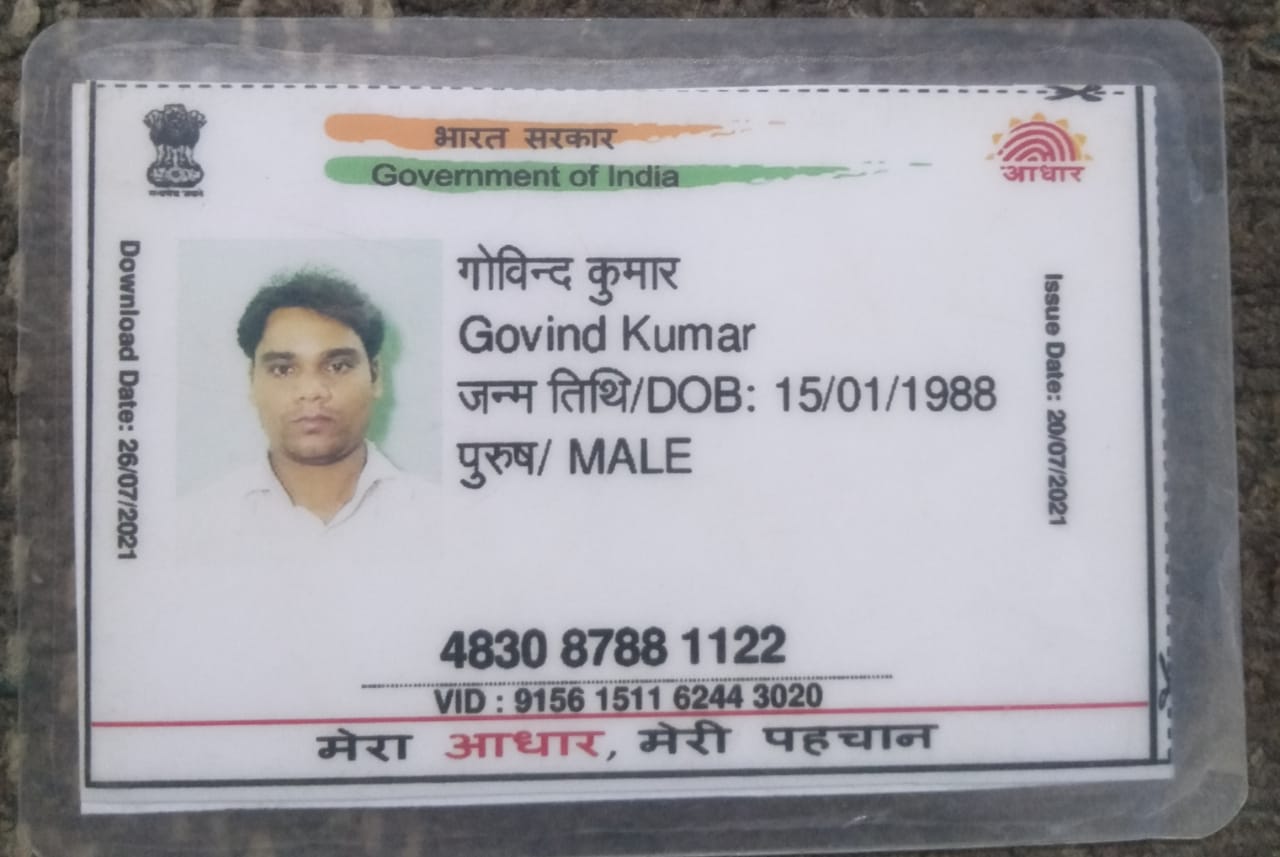 भारत सरकार
Government of India
आधार
Download Date: 26/07/2021
गोविन्द कुमार
Govind Kumar
जन्म तिथि/DOB: 15/01/1988
पुरुष/ MALE
Issue Date: 20/07/2021
4830 8788 1122
VID : 9156 1511 6244 3020
मेरा आधार, मेरी पहचान